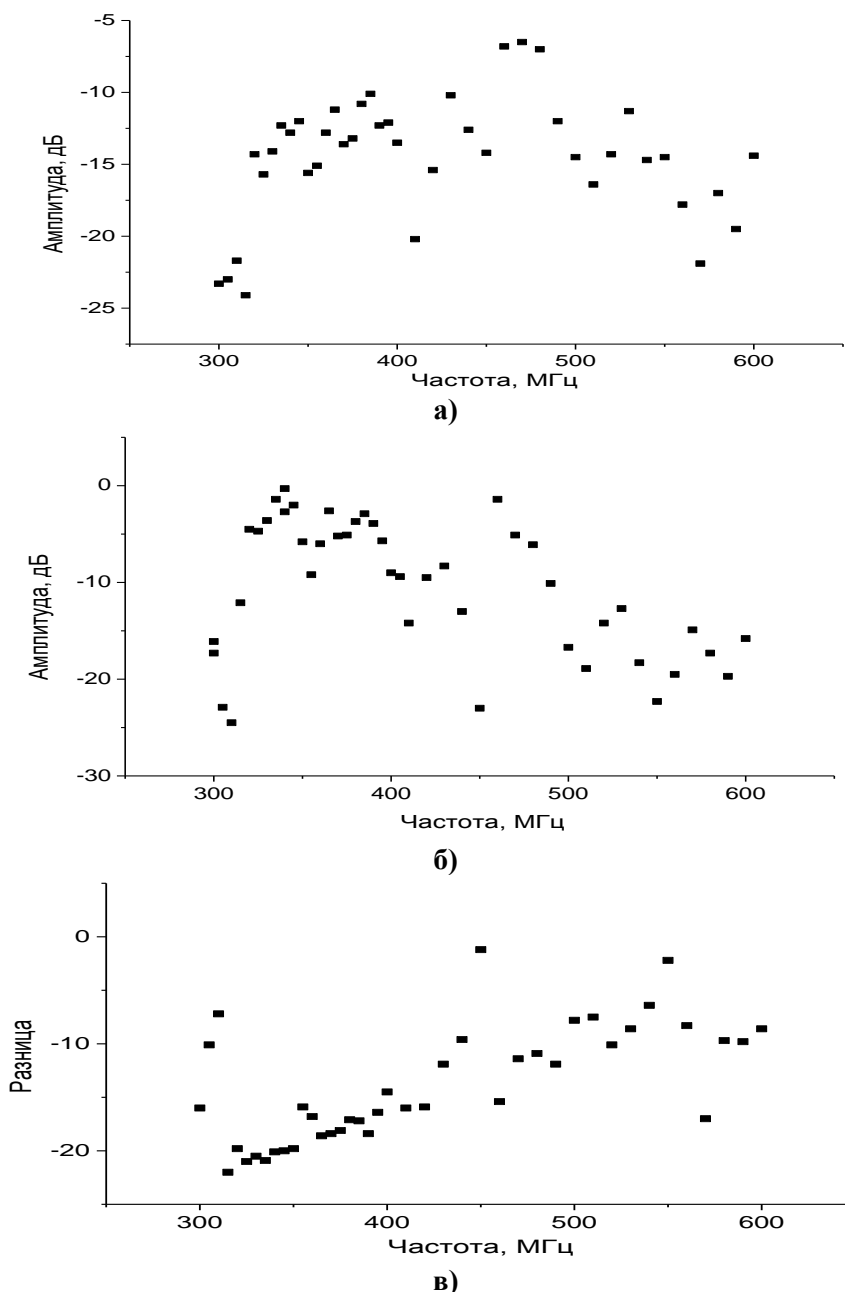 -5
-10
-15
-20
-25
Амплитуда, дБ
300 400 500 600
Частота, МГц
а)
0
-10
-20
-30
Амплитуда, дБ
300 400 500 600
Частота, МГц
б)
0
-10
-20
Разница
300 400 500 600
Частота, МГц
в)